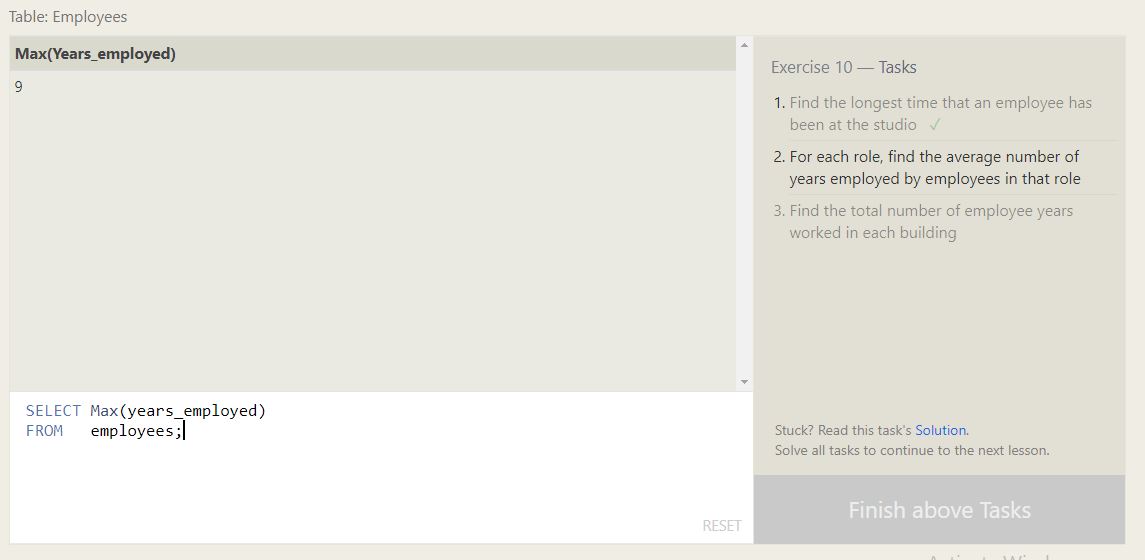 Table: Employees
Max(Years_employed)
9
SELECT Max(years_employed)
FROM employees;
RESET
Exercise 10 — Tasks
1. Find the longest time that an employee has
been at the studio ✓
2. For each role, find the average number of
years employed by employees in that role
3. Find the total number of employee years
worked in each building
Stuck? Read this task's Solution.
Solve all tasks to continue to the next lesson.
Finish above Tasks